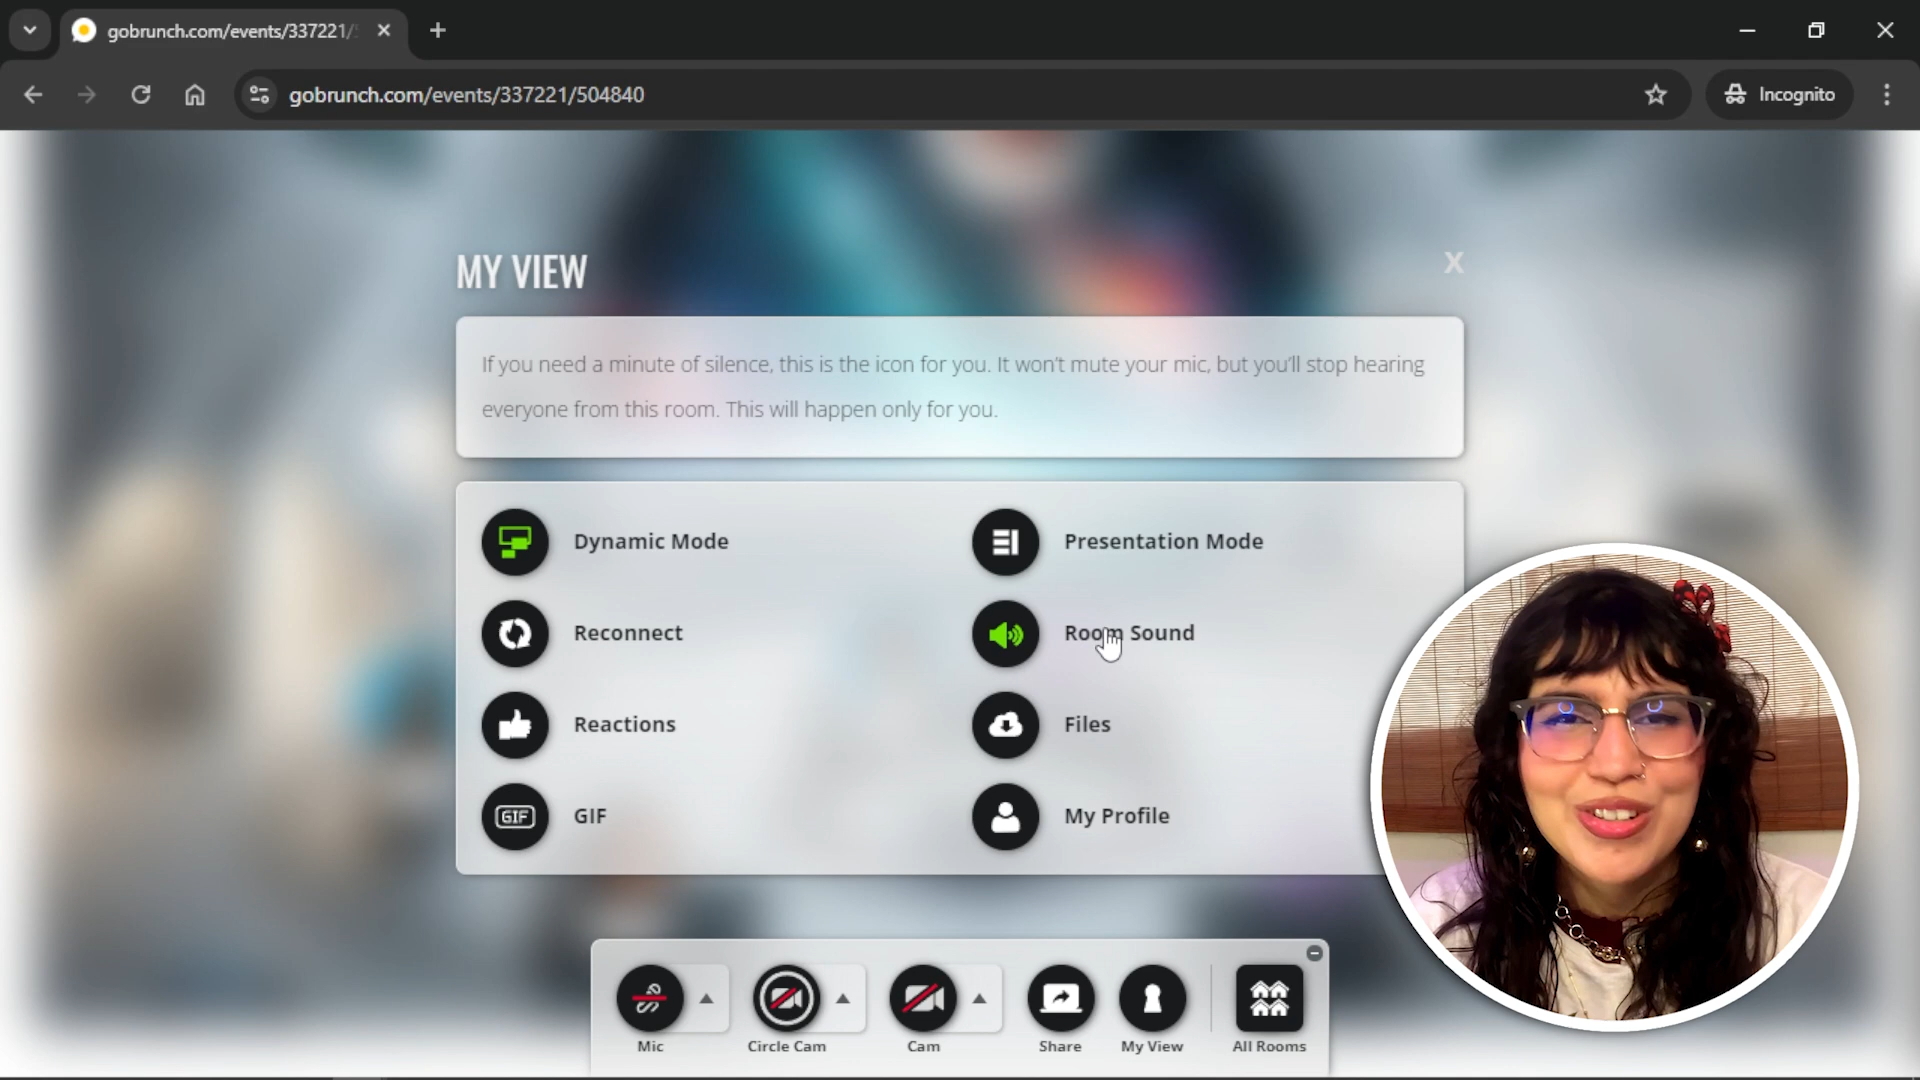 gobrunch.com/events/337221/
gobrunch.com/events/337221/504840
Incognito
MY VIEW
X
If you need a minute of silence, this is the icon for you. It won't mute your mic, but you'll stop hearing
everyone from this room. This will happen only for you.
Dynamic Mode
Presentation Mode
Reconnect
Room Sound
Reactions
Files
GIF
GIF
My Profile
Mic
Circle Cam
Cam
Share
My View
All Rooms